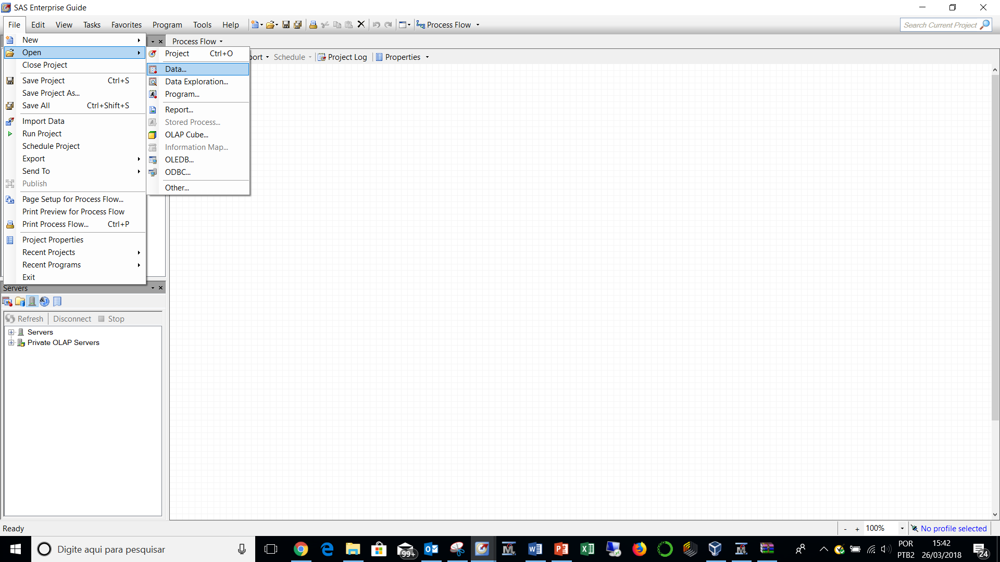 SAS Enterprise Guide
File Edit View Tasks Favorites Program Tools Help Process Flow Search Current Project
New
Open
Close Project
Save Project Ctrl+S
Save Project As...
Save All Ctrl+Shift+S
Import Data
Run Project
Schedule Project
Export
Send To
Publish
Page Setup for Process Flow...
Print Preview for Process Flow
Print Process Flow... Ctrl+P
Project Properties
Recent Projects
Recent Programs
Exit
Process Flow
Project Ctrl+O
Data...
Data Exploration...
Program...
Report...
Stored Process...
OLAP Cube...
Information Map...
OLEDB...
ODBC...
Other...
ort Schedule Project Log Properties
Servers
Refresh Disconnect Stop
Servers
Private OLAP Servers
Ready
- + 100% No profile selected
Digite aqui para pesquisar
99+
POR
PTB2
15:42
26/03/2018
24